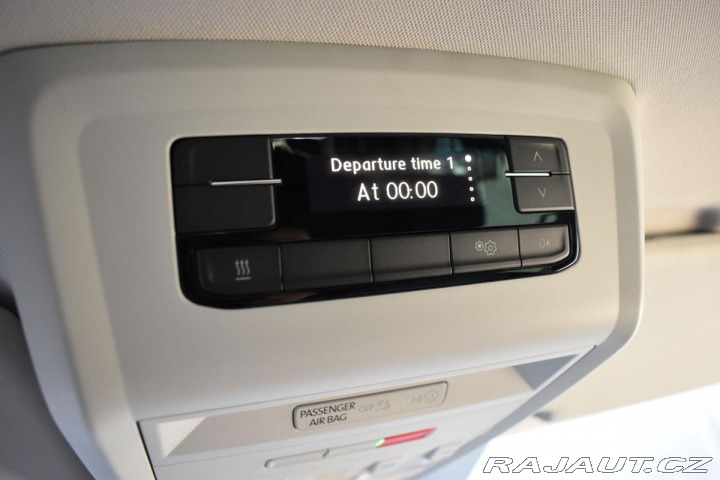 Departure time 1
At 00:00
OK
PASSENGER
AIR BAG
RAJAUT.CZ